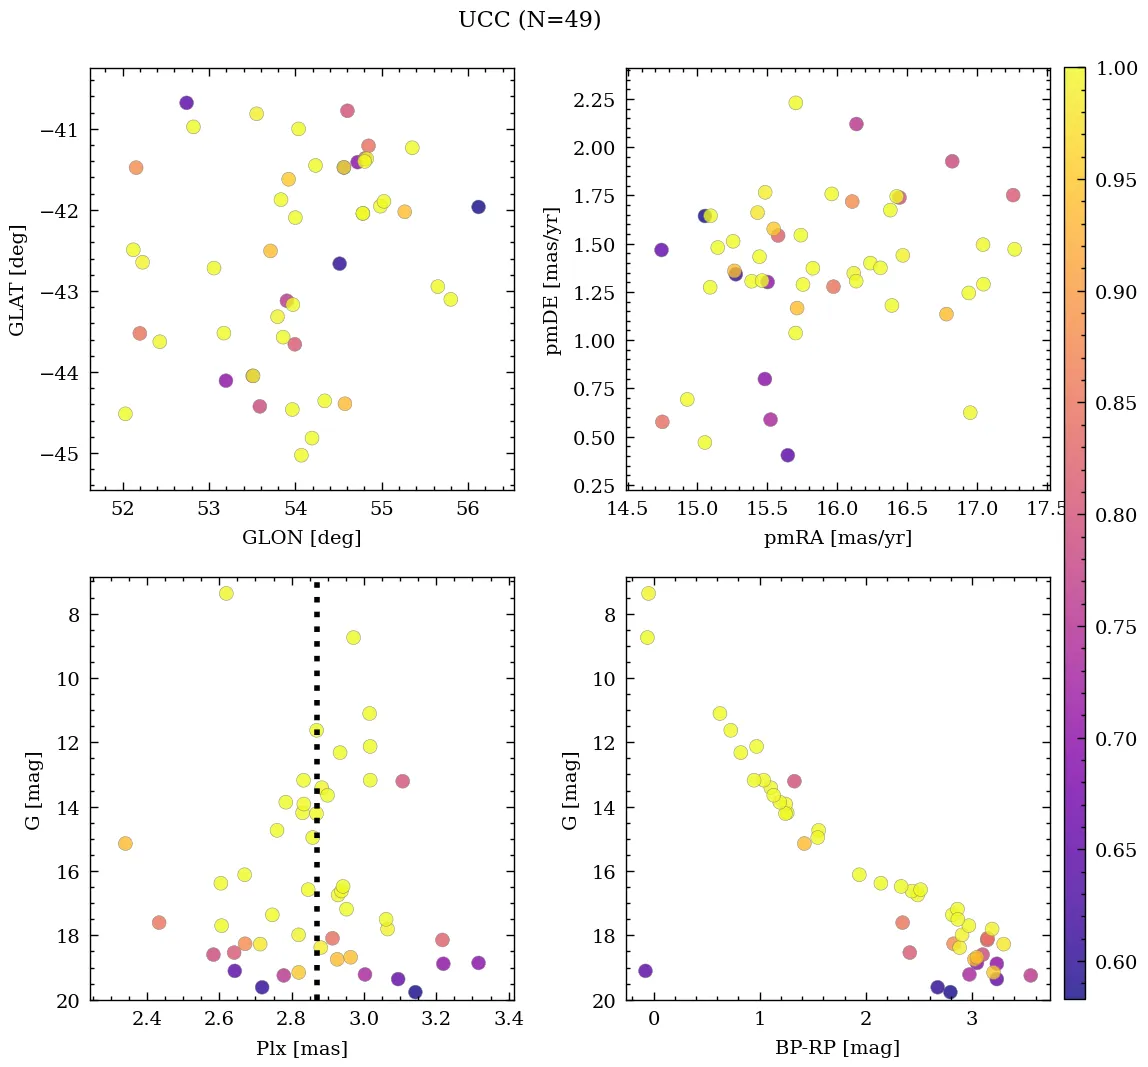 UCC (N=49)
−41
−42
−43
−44
−45
GLAT [deg]
52 53 54 55 56
GLON [deg]
2.25
2.00
1.75
1.50
1.25
1.00
0.75
0.50
0.25
pmDE [mas/yr]
14.5 15.0 15.5 16.0 16.5 17.0 17.5
pmRA [mas/yr]
8
10
12
14
16
18
20
G [mag]
2.4 2.6 2.8 3.0 3.2 3.4
Plx [mas]
8
10
12
14
16
18
20
G [mag]
0 1 2 3
BP-RP [mag]
1.00
0.95
0.90
0.85
0.80
0.75
0.70
0.65
0.60